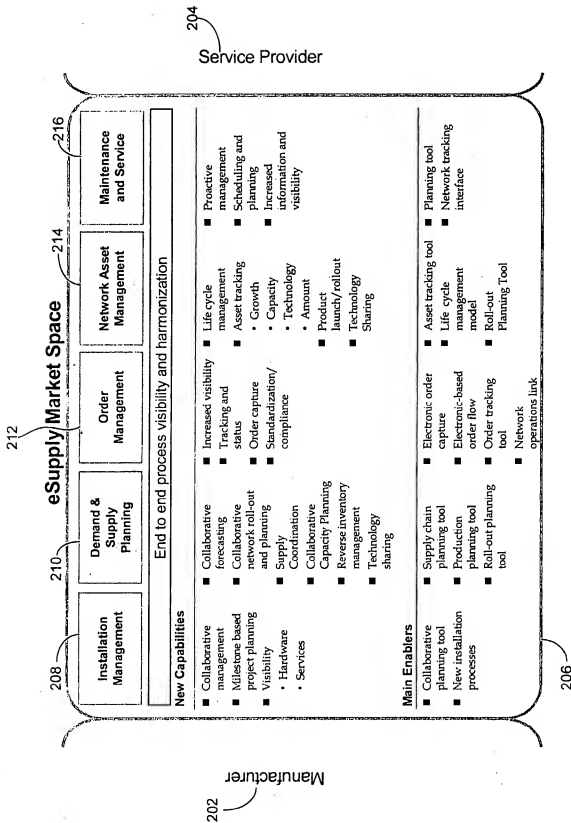 eSupply Market Space
202
Manufacturer
204
Service Provider
206
208
Installation
Management
210
Demand &
Supply
Planning
212
Order
Management
214
Network Asset
Management
216
Maintenance
and Service
End to end process visibility and harmonization
New Capabilities
■ Collaborative
management
■ Milestone based
project planning
■ Visibility
• Hardware
• Services
■ Collaborative
forecasting
■ Collaborative
network roll-out
and planning
■ Supply
Coordination
■ Collaborative
Capacity Planning
■ Reverse inventory
management
■ Technology
sharing
■ Increased visibility
■ Tracking and
status
■ Order capture
■ Standardization/
compliance
■ Life cycle
management
■ Asset tracking
• Growth
• Capacity
• Technology
• Amount
■ Product
launch/rollout
■ Technology
Sharing
■ Proactive
management
■ Scheduling and
planning
■ Increased
information and
visibility
Main Enablers
■ Collaborative
planning tool
■ New installation
processes
■ Supply chain
planning tool
■ Production
planning tool
■ Roll-out planning
tool
■ Electronic order
capture
■ Electronic-based
order flow
■ Order tracking
tool
■ Network
operations link
■ Asset tracking tool
■ Life cycle
management
model
■ Roll-out
Planning Tool
■ Planning tool
■ Network tracking
interface